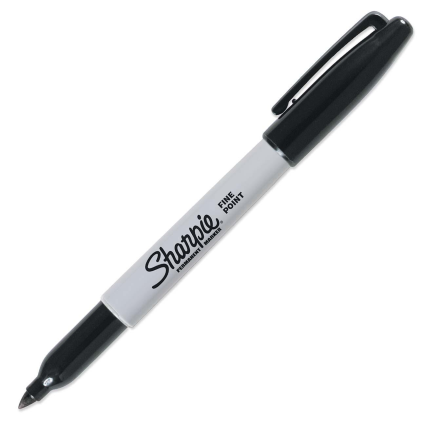 Sharpie®
PERMANENT MARKER
FINE
POINT